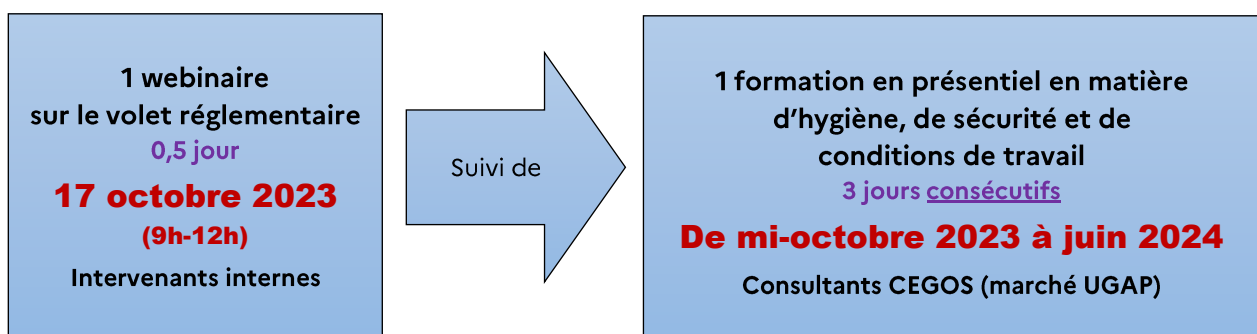 1 webinaire
sur le volet réglementaire
0,5 jour
17 octobre 2023
(9h-12h)
Intervenants internes
Suivi de
1 formation en présentiel en matière
d’hygiène, de sécurité et de
conditions de travail
3 jours consécutifs
De mi-octobre 2023 à juin 2024
Consultants CEGOS (marché UGAP)